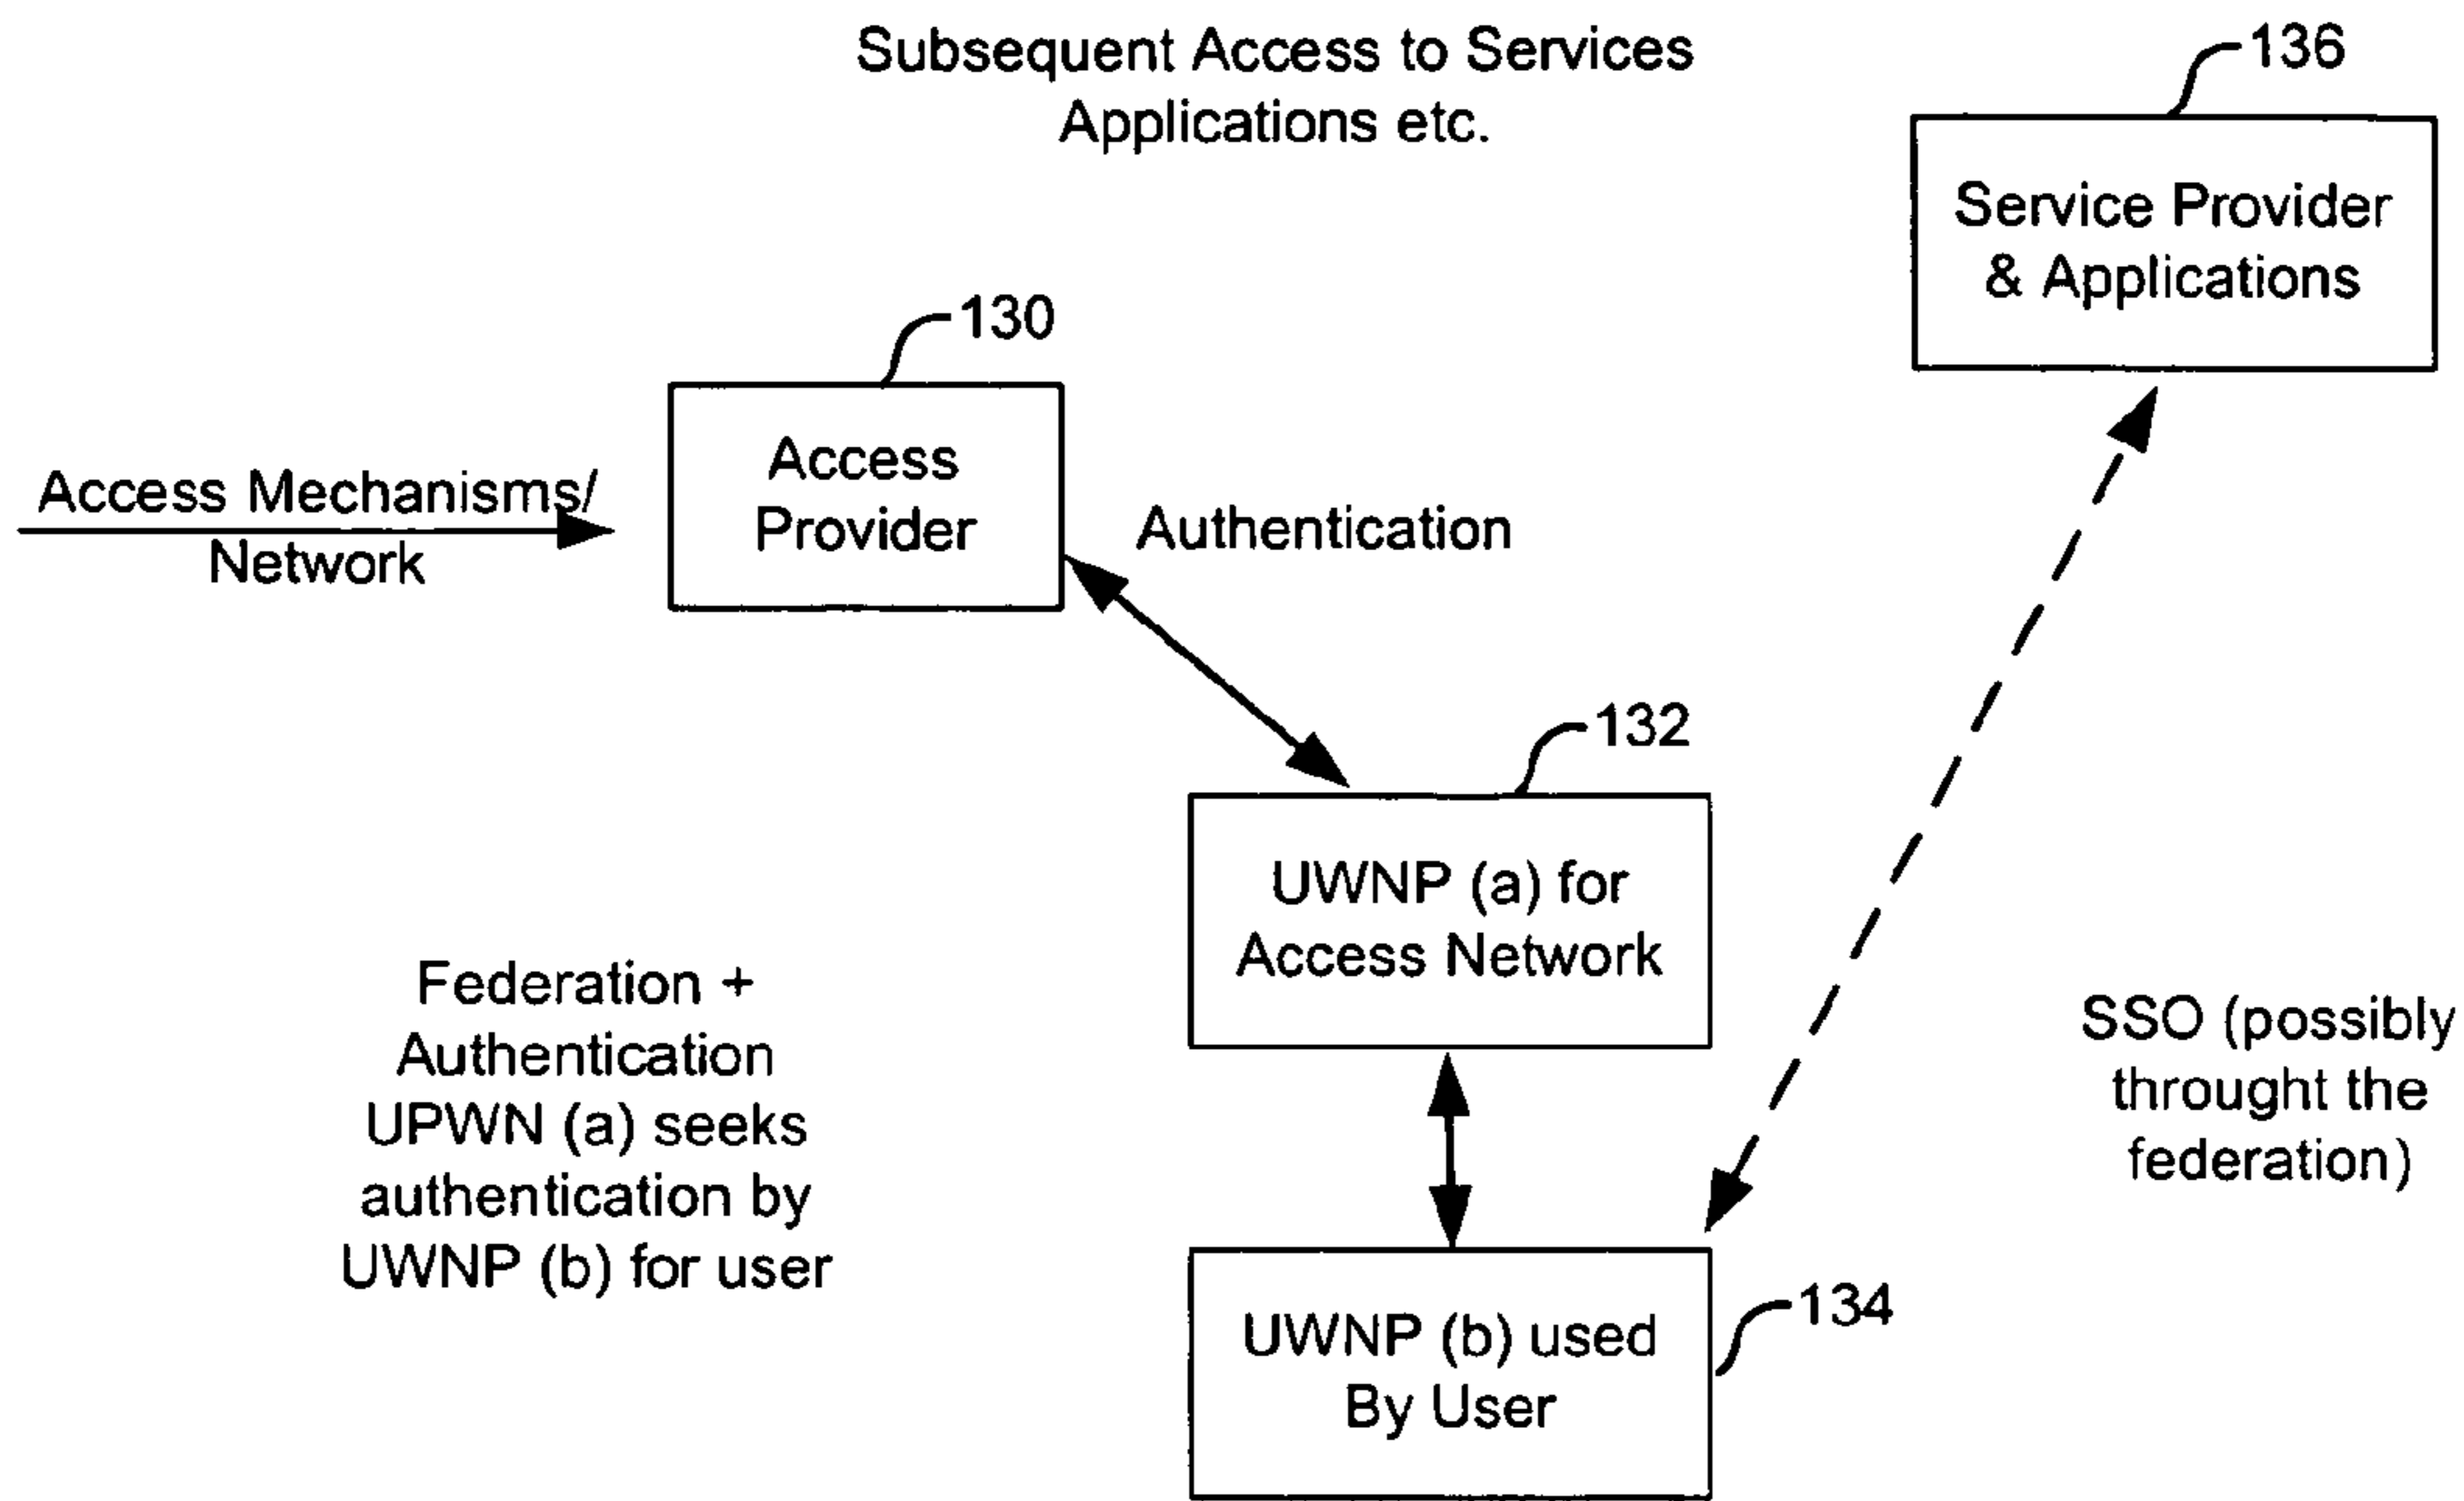 Subsequent Access to Services
Applications etc.
136
Service Provider
& Applications
130
Access
Provider
Access Mechanisms/
Network
Authentication
132
UWNP (a) for
Access Network
Federation +
Authentication
UPWN (a) seeks
authentication by
UWNP (b) for user
SSO (possibly
throught the
federation)
134
UWNP (b) used
By User